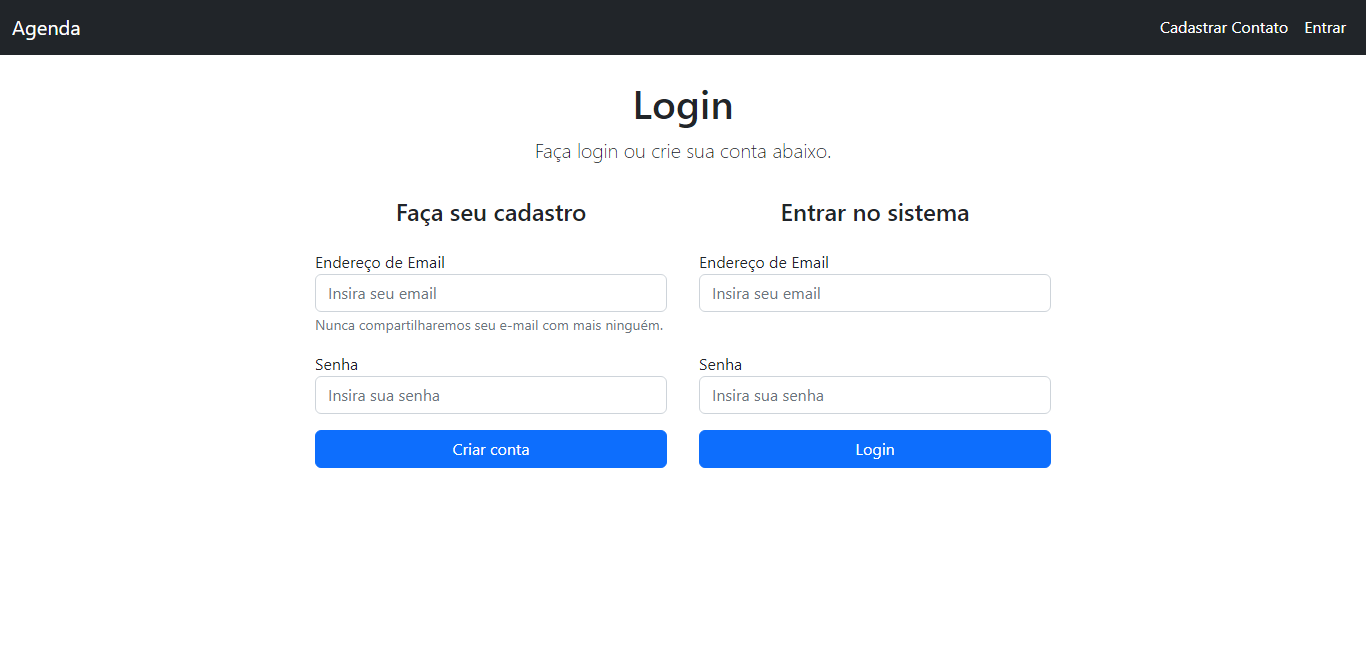 Agenda
Cadastrar Contato
Entrar
Login
Faça login ou crie sua conta abaixo.
Faça seu cadastro
Endereço de Email
Insira seu email
Nunca compartilharemos seu e-mail com mais ninguém.
Senha
Insira sua senha
Criar conta
Entrar no sistema
Endereço de Email
Insira seu email
Senha
Insira sua senha
Login